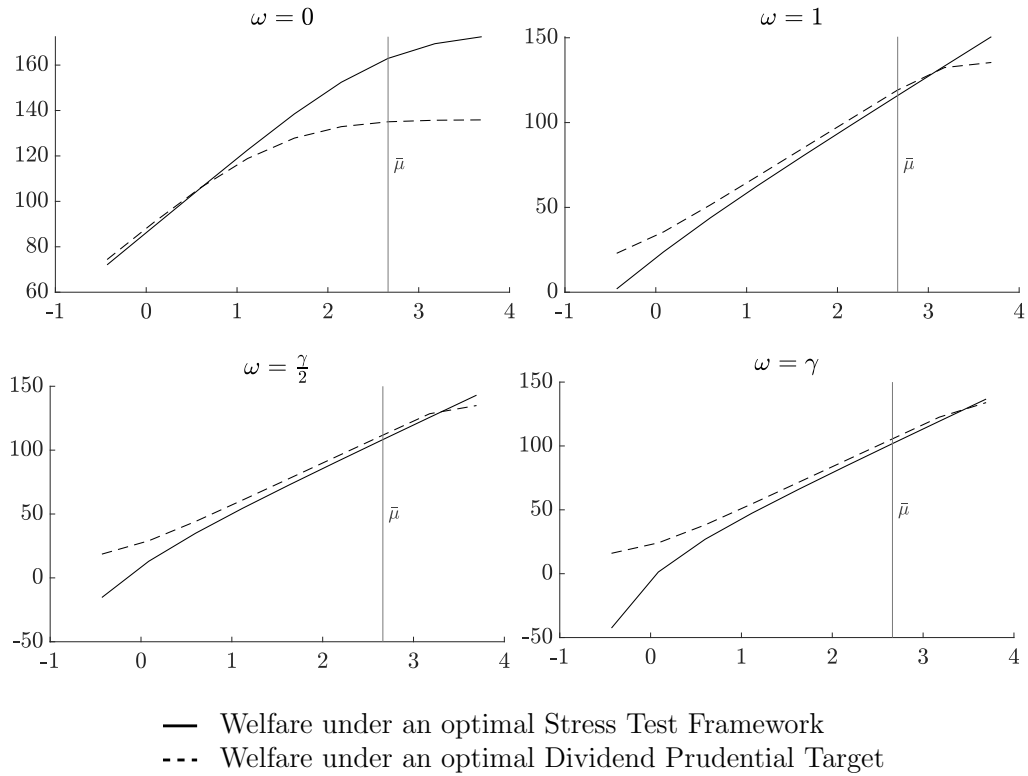 ω = 0
160
140
120
100
80
60
-1 0 1 2 3 4
μ̄
ω = 1
150
100
50
0
-1 0 1 2 3 4
μ̄
ω = γ/2
150
100
50
0
-50
-1 0 1 2 3 4
μ̄
ω = γ
150
100
50
0
-50
-1 0 1 2 3 4
μ̄
Welfare under an optimal Stress Test Framework
Welfare under an optimal Dividend Prudential Target